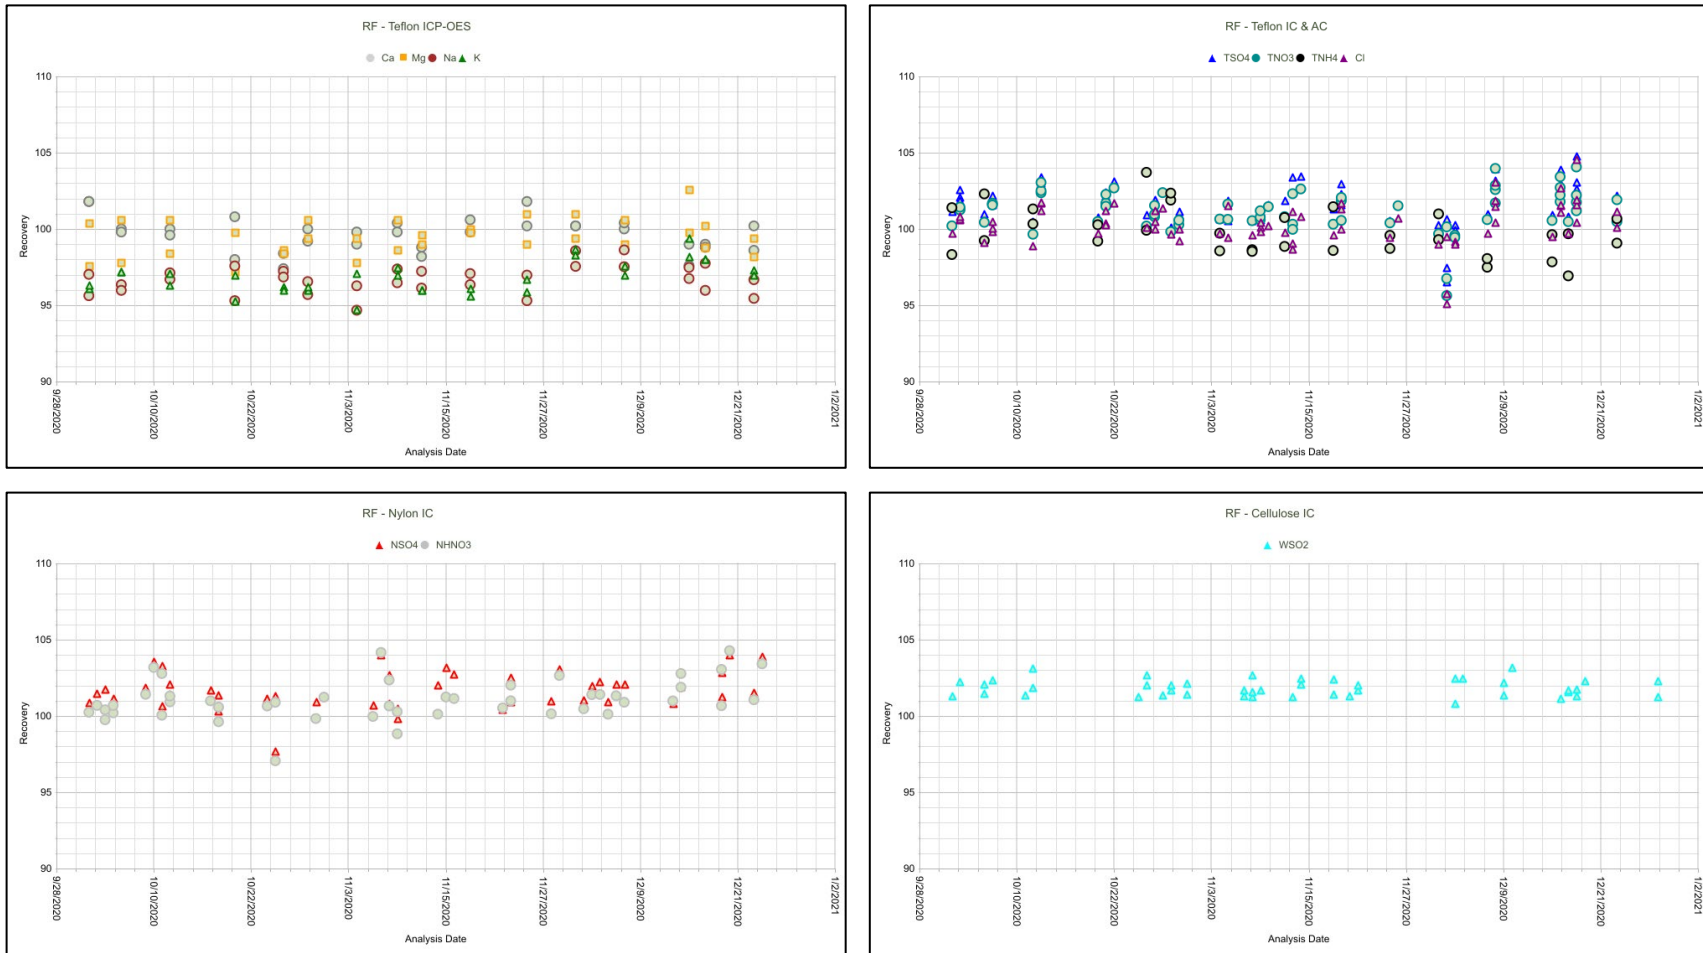 RF - Teflon ICP-OES
Ca Mg Na K
110
105
100
95
90
Recovery
9/28/2020 10/10/2020 10/22/2020 11/3/2020 11/15/2020 11/27/2020 12/9/2020 12/21/2020 1/2/2021
Analysis Date
RF - Teflon IC & AC
TSO4 TNO3 TNH4 Cl
110
105
100
95
90
Recovery
9/28/2020 10/10/2020 10/22/2020 11/3/2020 11/15/2020 11/27/2020 12/9/2020 12/21/2020 1/2/2021
Analysis Date
RF - Nylon IC
NSO4 NHNO3
110
105
100
95
90
Recovery
9/28/2020 10/10/2020 10/22/2020 11/3/2020 11/15/2020 11/27/2020 12/9/2020 12/21/2020 1/2/2021
Analysis Date
RF - Cellulose IC
WSO2
110
105
100
95
90
Recovery
9/28/2020 10/10/2020 10/22/2020 11/3/2020 11/15/2020 11/27/2020 12/9/2020 12/21/2020 1/2/2021
Analysis Date